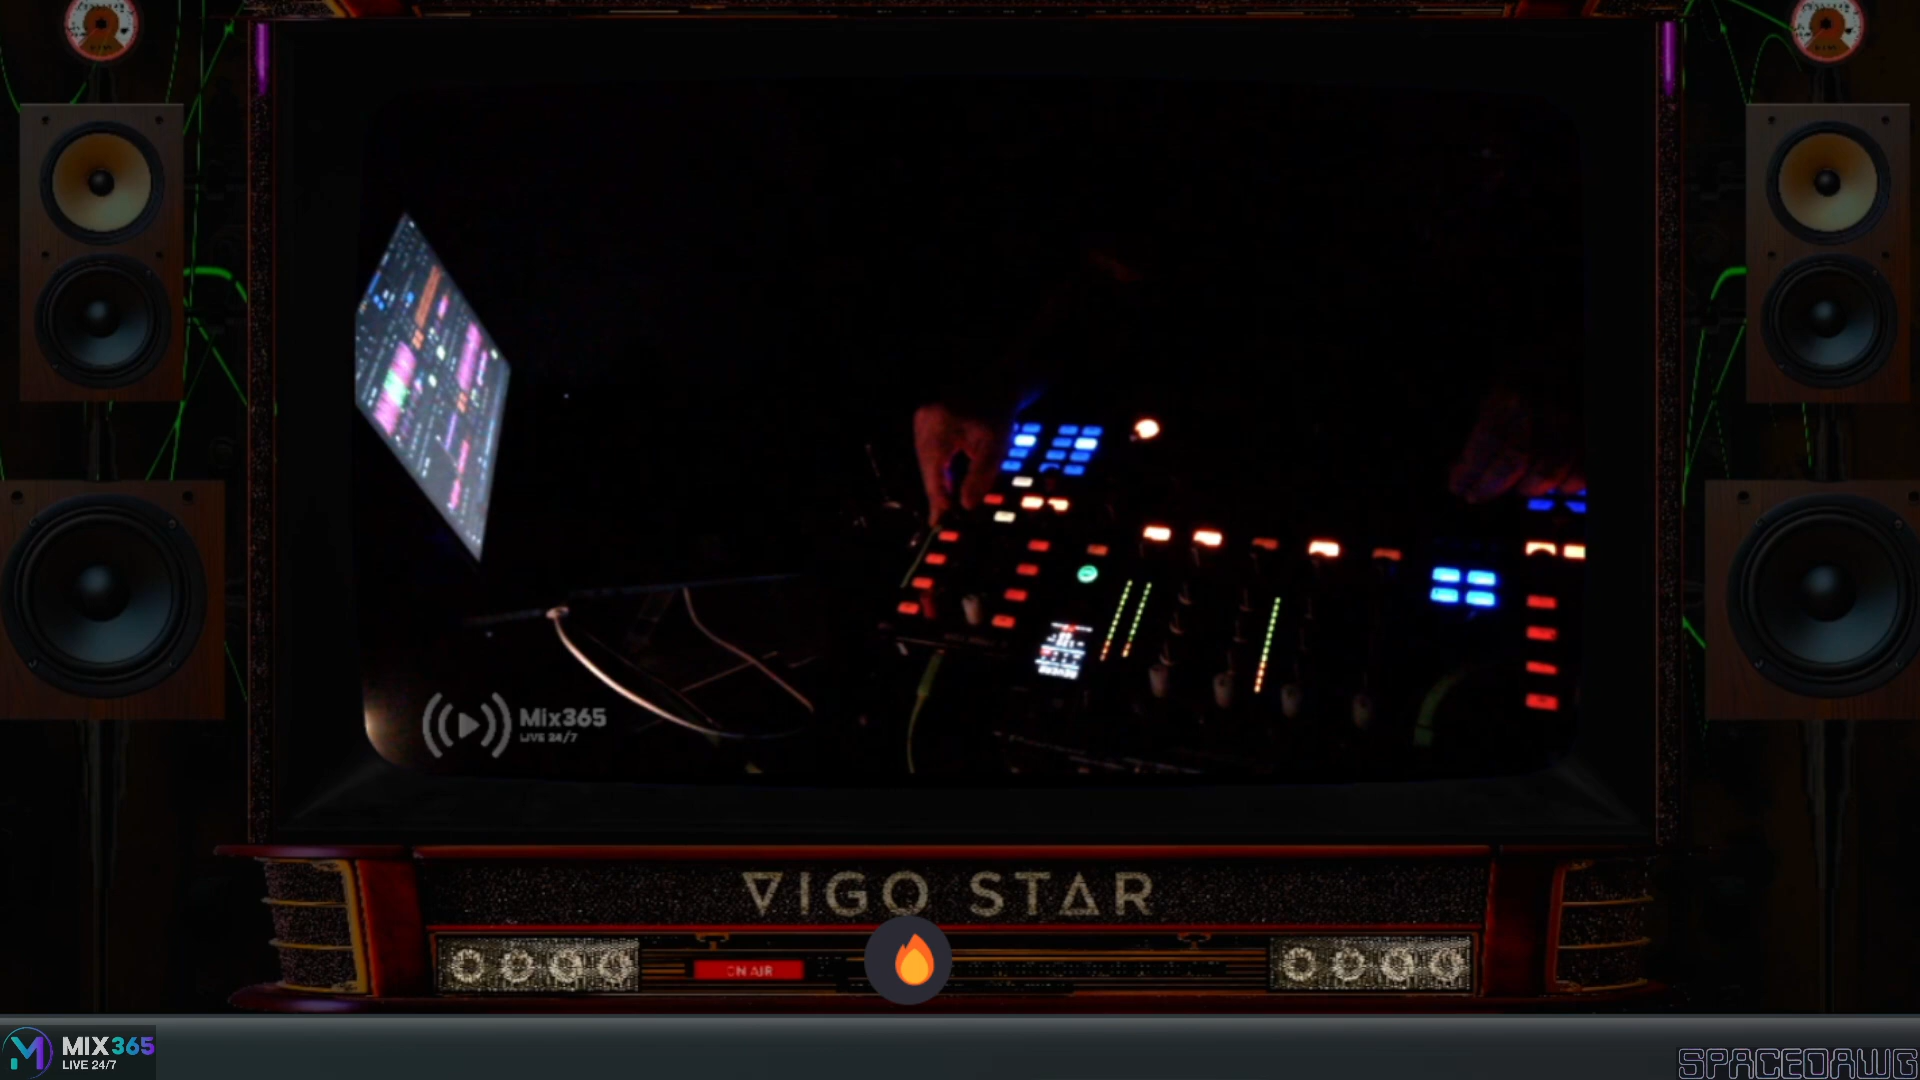 Mix365
LIVE 24/7
VIGO STAR
ON AIR
MIX365
LIVE 24/7
SPACEDAWG